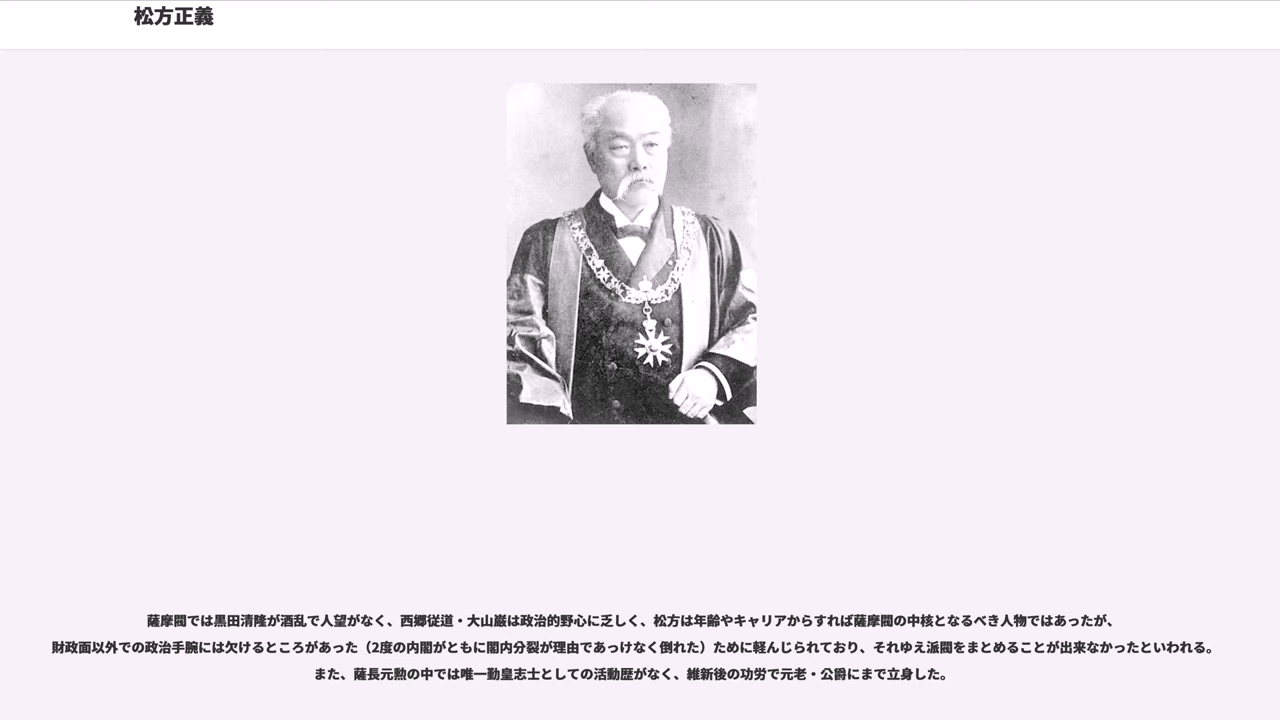 松方正義
薩摩閥では黒田清隆が酒乱で人望がなく、西郷従道・大山巌は政治的野心に乏しく、松方は年齢やキャリアからすれば薩摩閥の中核となるべき人物ではあったが、
財政面以外での政治手腕には欠けるところがあった（2度の内閣がともに閣内分裂が理由であっけなく倒れた）ために軽んじられており、それゆえ派閥をまとめることが出来なかったといわれる。
また、薩長元勲の中では唯一勤皇志士としての活動歴がなく、維新後の功労で元老・公爵にまで立身した。